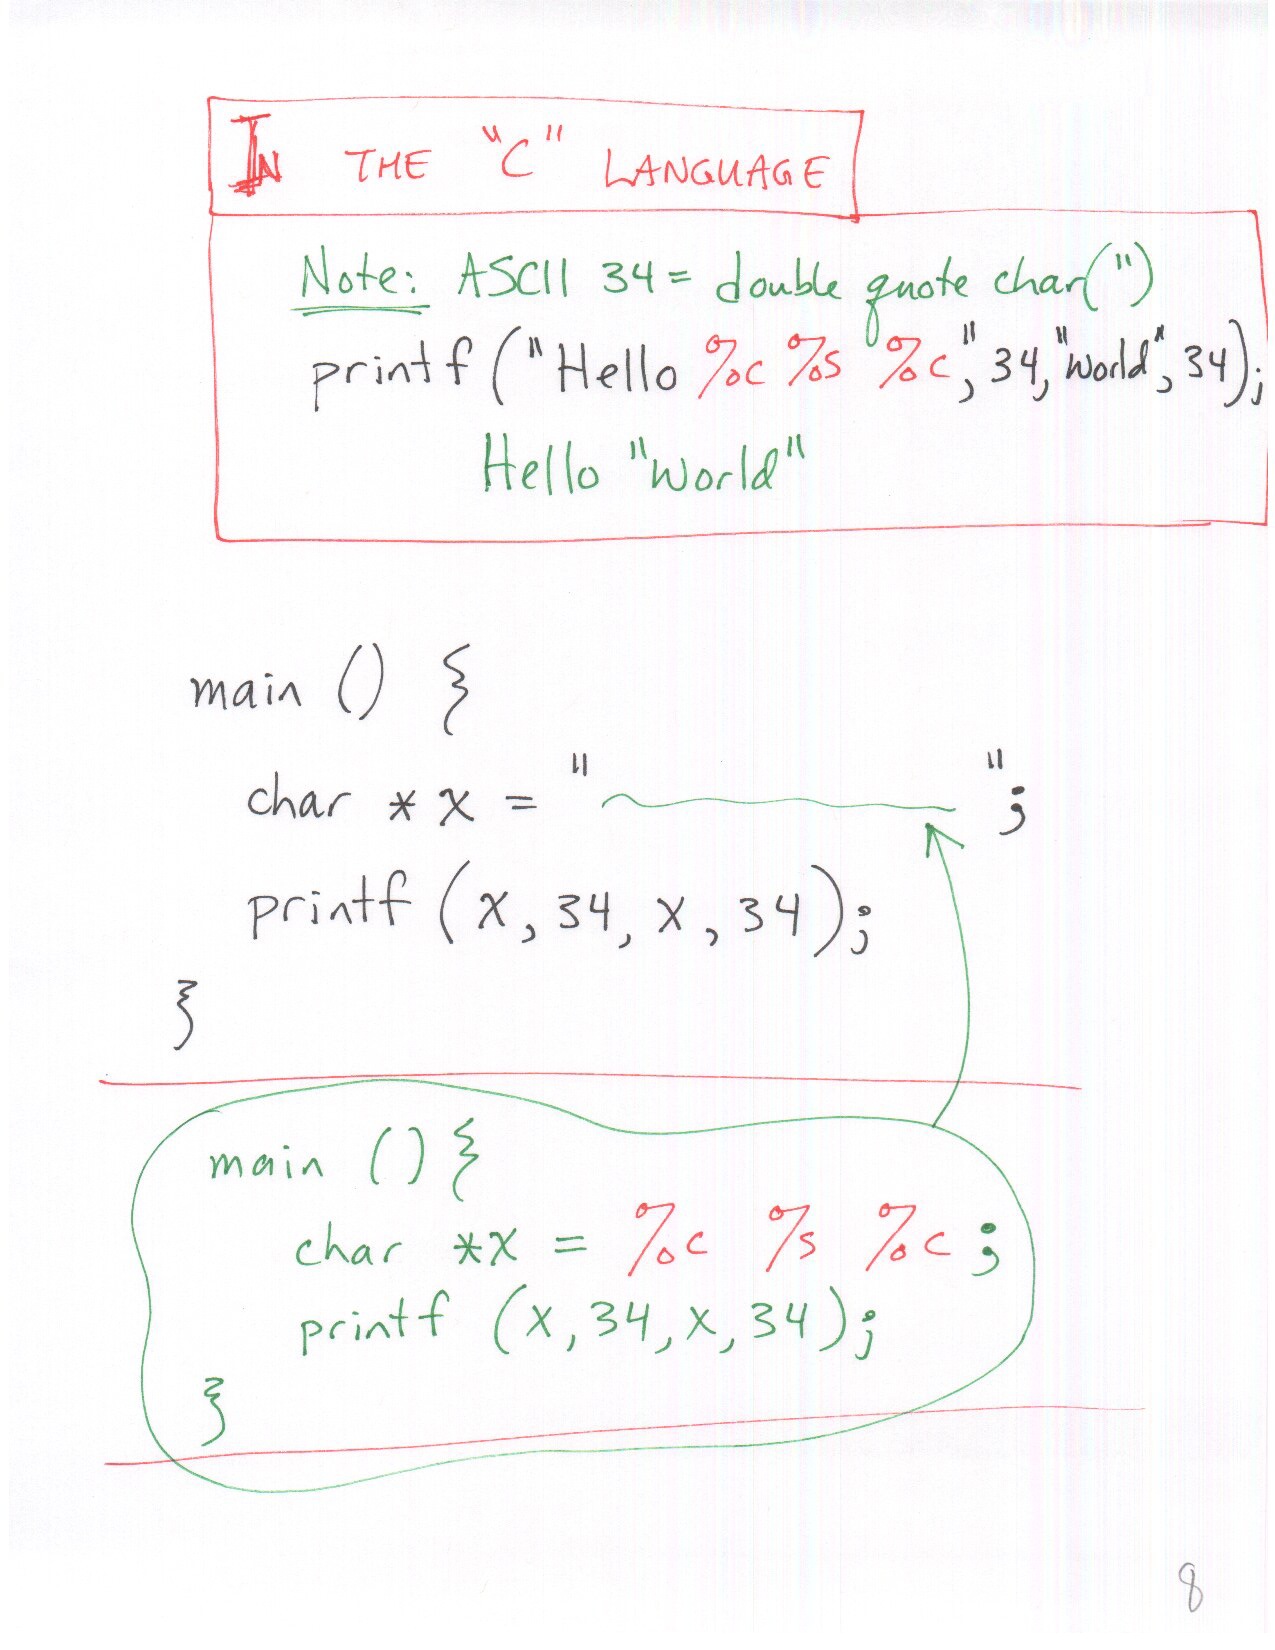 IN THE "C" LANGUAGE
Note: ASCII 34 = double quote char(")
printf ("Hello %c %s %c", 34, "World", 34);
Hello "World"
main () {
char * x = " ";
printf (x, 34, x, 34);
}
main () {
char *x = %c %s %c ;
printf (x, 34, x, 34);
}
8